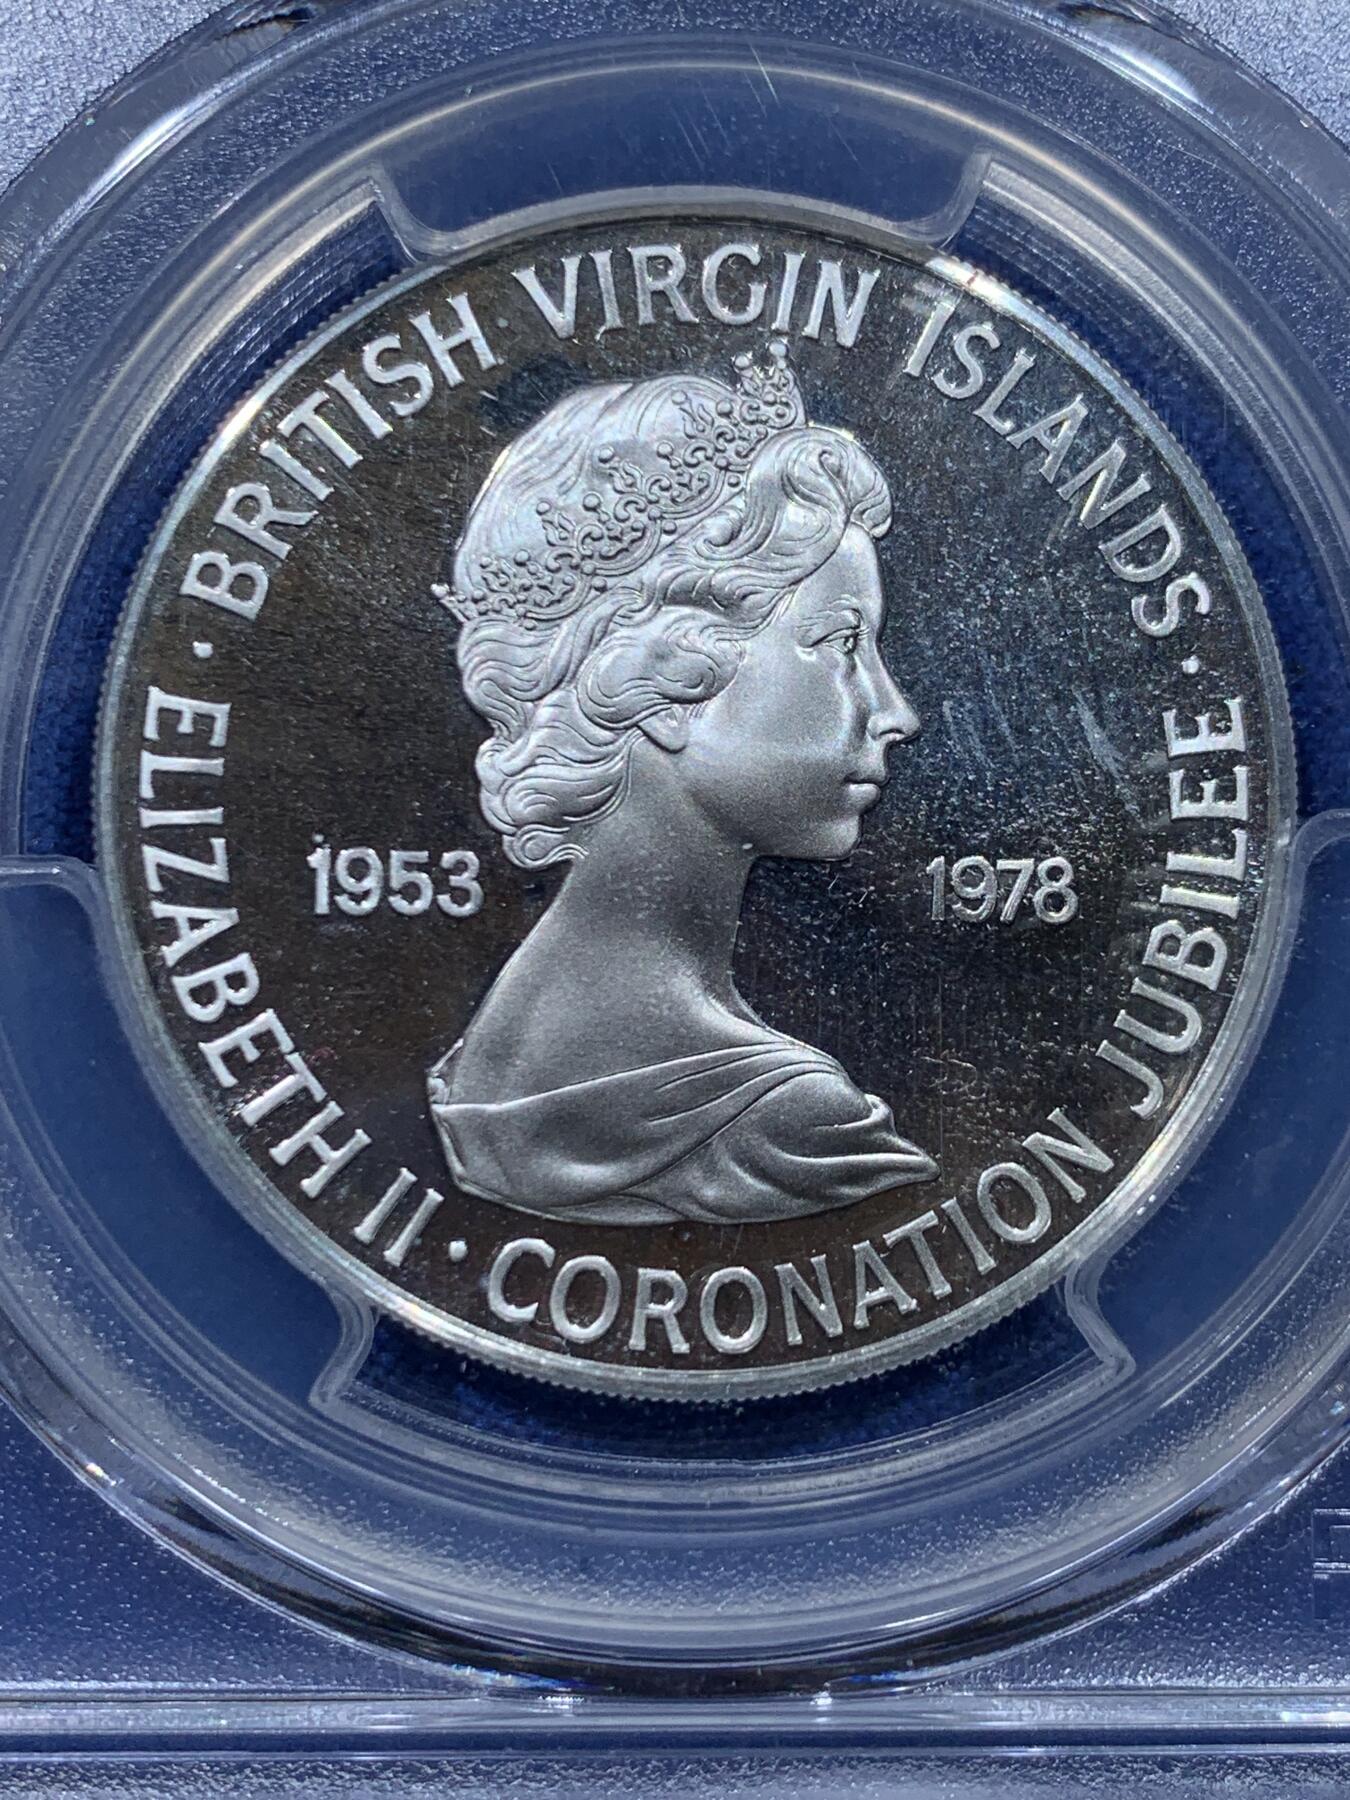 · BRITISH VIRGIN ISLANDS ·
ELIZABETH II · CORONATION JUBILEE
1953
1978